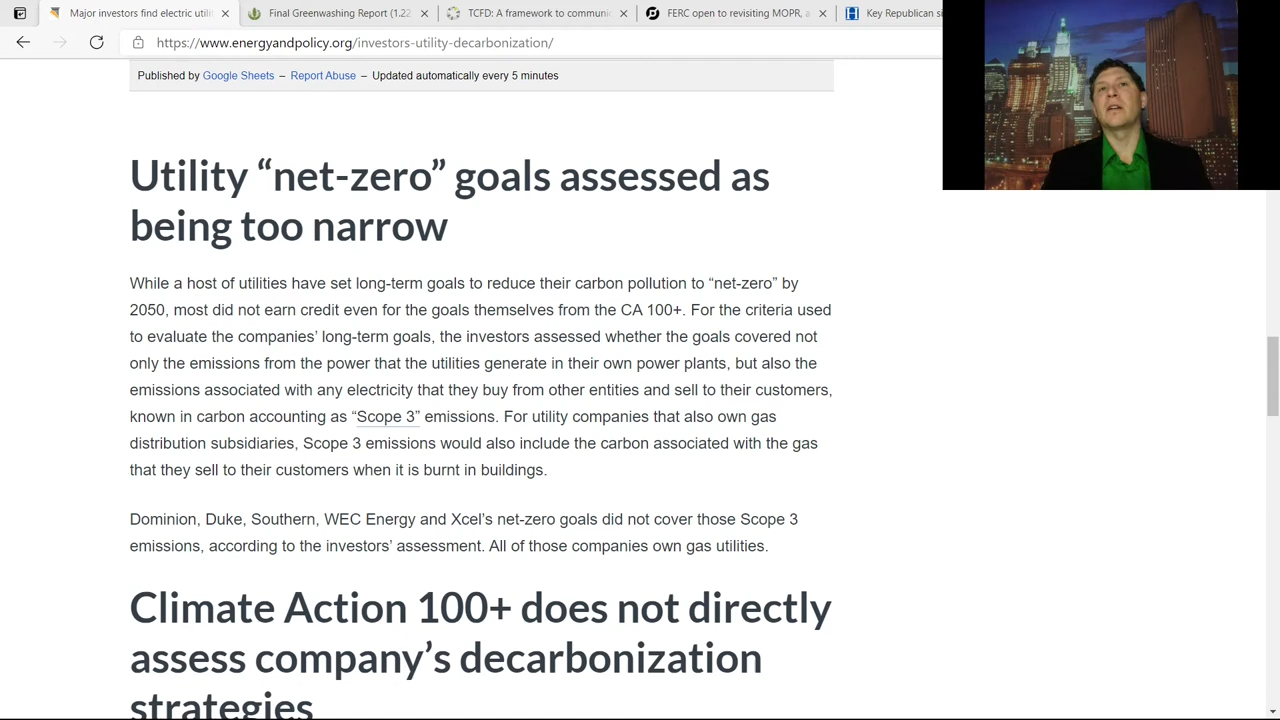 Major investors find electric utili
Final Greenwashing Report (1.22
TCFD: A framework to communic
FERC open to revisiting MOPR, a
Key Republican si
https://www.energyandpolicy.org/investors-utility-decarbonization/
Published by Google Sheets – Report Abuse – Updated automatically every 5 minutes
Utility “net-zero” goals assessed as
being too narrow
While a host of utilities have set long-term goals to reduce their carbon pollution to “net-zero” by
2050, most did not earn credit even for the goals themselves from the CA 100+. For the criteria used
to evaluate the companies’ long-term goals, the investors assessed whether the goals covered not
only the emissions from the power that the utilities generate in their own power plants, but also the
emissions associated with any electricity that they buy from other entities and sell to their customers,
known in carbon accounting as “Scope 3” emissions. For utility companies that also own gas
distribution subsidiaries, Scope 3 emissions would also include the carbon associated with the gas
that they sell to their customers when it is burnt in buildings.
Dominion, Duke, Southern, WEC Energy and Xcel’s net-zero goals did not cover those Scope 3
emissions, according to the investors’ assessment. All of those companies own gas utilities.
Climate Action 100+ does not directly
assess company’s decarbonization
strategies